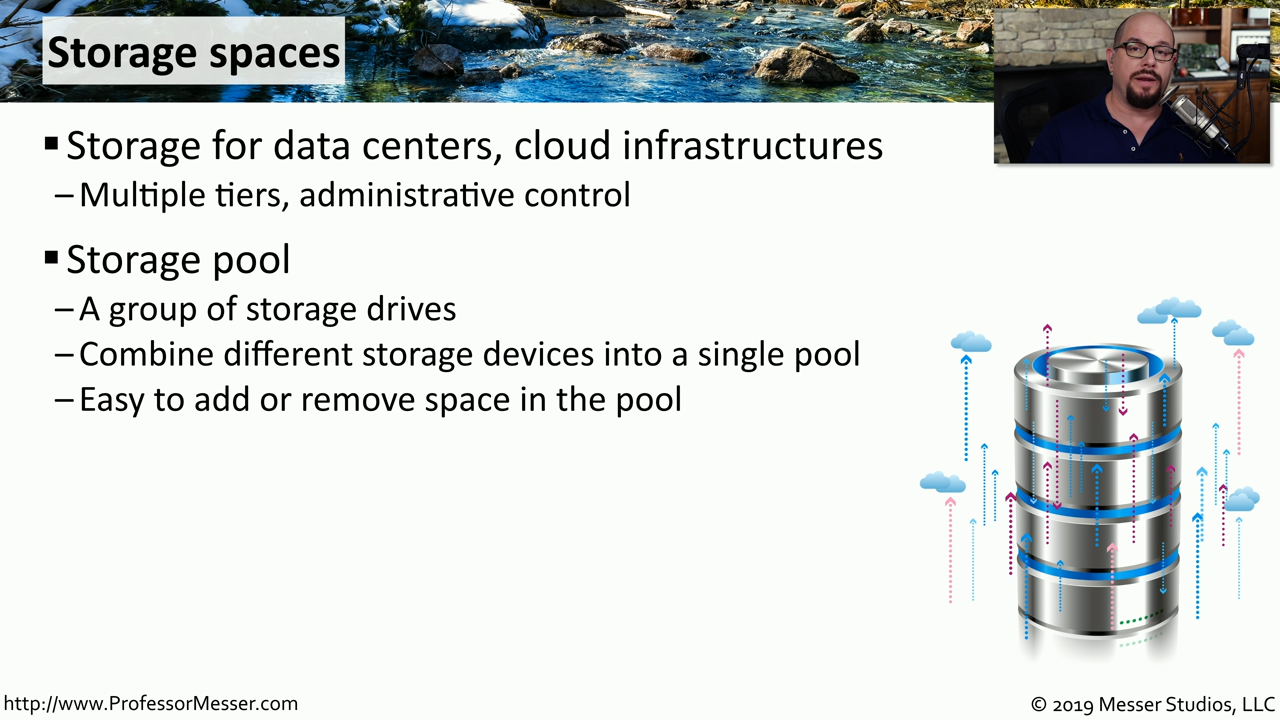 Storage spaces
▪ Storage for data centers, cloud infrastructures
– Multiple tiers, administrative control
▪ Storage pool
– A group of storage drives
– Combine different storage devices into a single pool
– Easy to add or remove space in the pool
http://www.ProfessorMesser.com
© 2019 Messer Studios, LLC